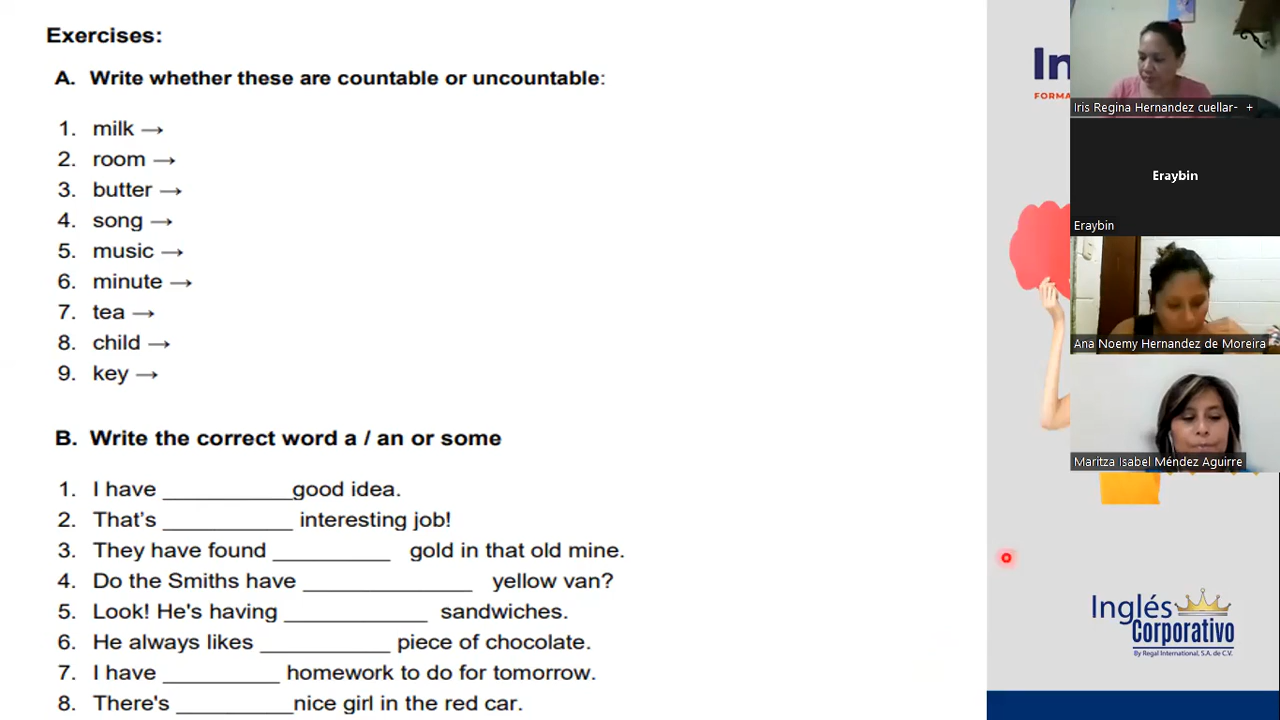 Exercises:
A. Write whether these are countable or uncountable:
1. milk →
2. room →
3. butter →
4. song →
5. music →
6. minute →
7. tea →
8. child →
9. key →
B. Write the correct word a / an or some
1. I have ___________good idea.
2. That's ___________ interesting job!
3. They have found __________ gold in that old mine.
4. Do the Smiths have ______________ yellow van?
5. Look! He's having ____________ sandwiches.
6. He always likes ___________ piece of chocolate.
7. I have __________ homework to do for tomorrow.
8. There's __________nice girl in the red car.
In
FORMA
Iris Regina Hernandez cuellar- +
Eraybin
Eraybin
Ana Noemy Hernandez de Moreira
Maritza Isabel Méndez Aguirre
Inglés
Corporativo
By Regal International, S.A. de C.V.